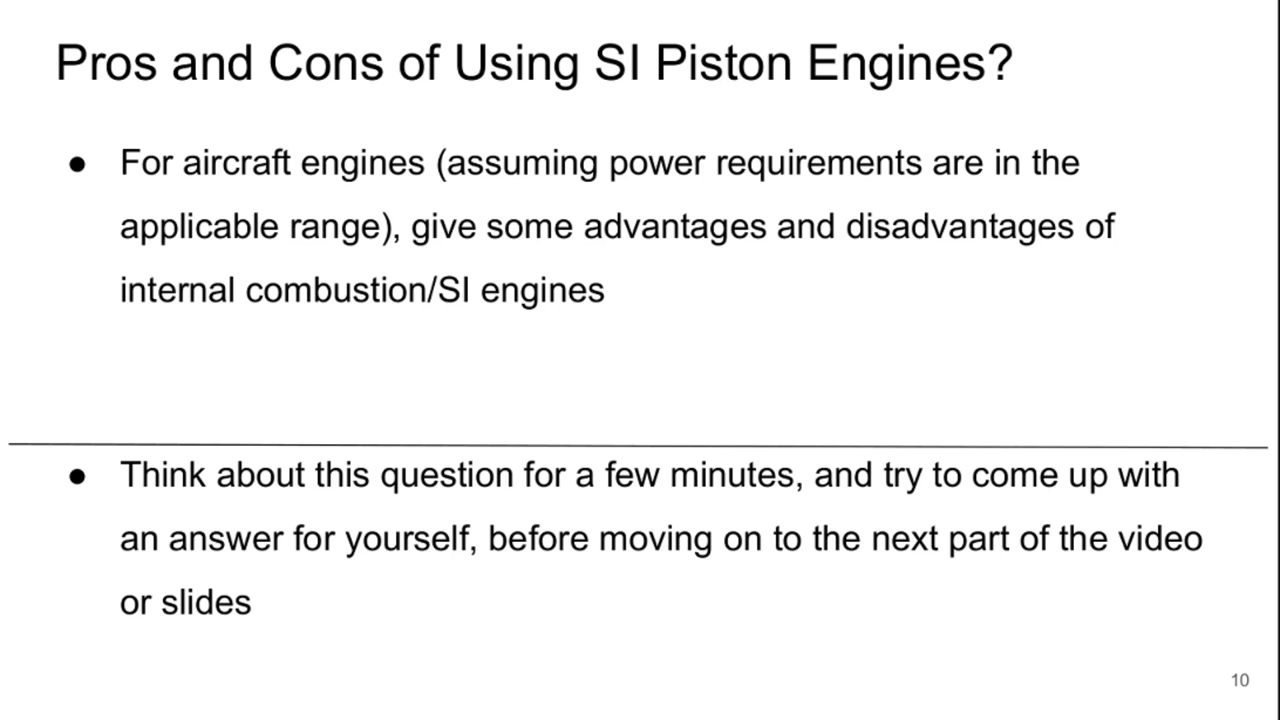 Pros and Cons of Using SI Piston Engines?
● For aircraft engines (assuming power requirements are in the
applicable range), give some advantages and disadvantages of
internal combustion/SI engines
● Think about this question for a few minutes, and try to come up with
an answer for yourself, before moving on to the next part of the video
or slides
10